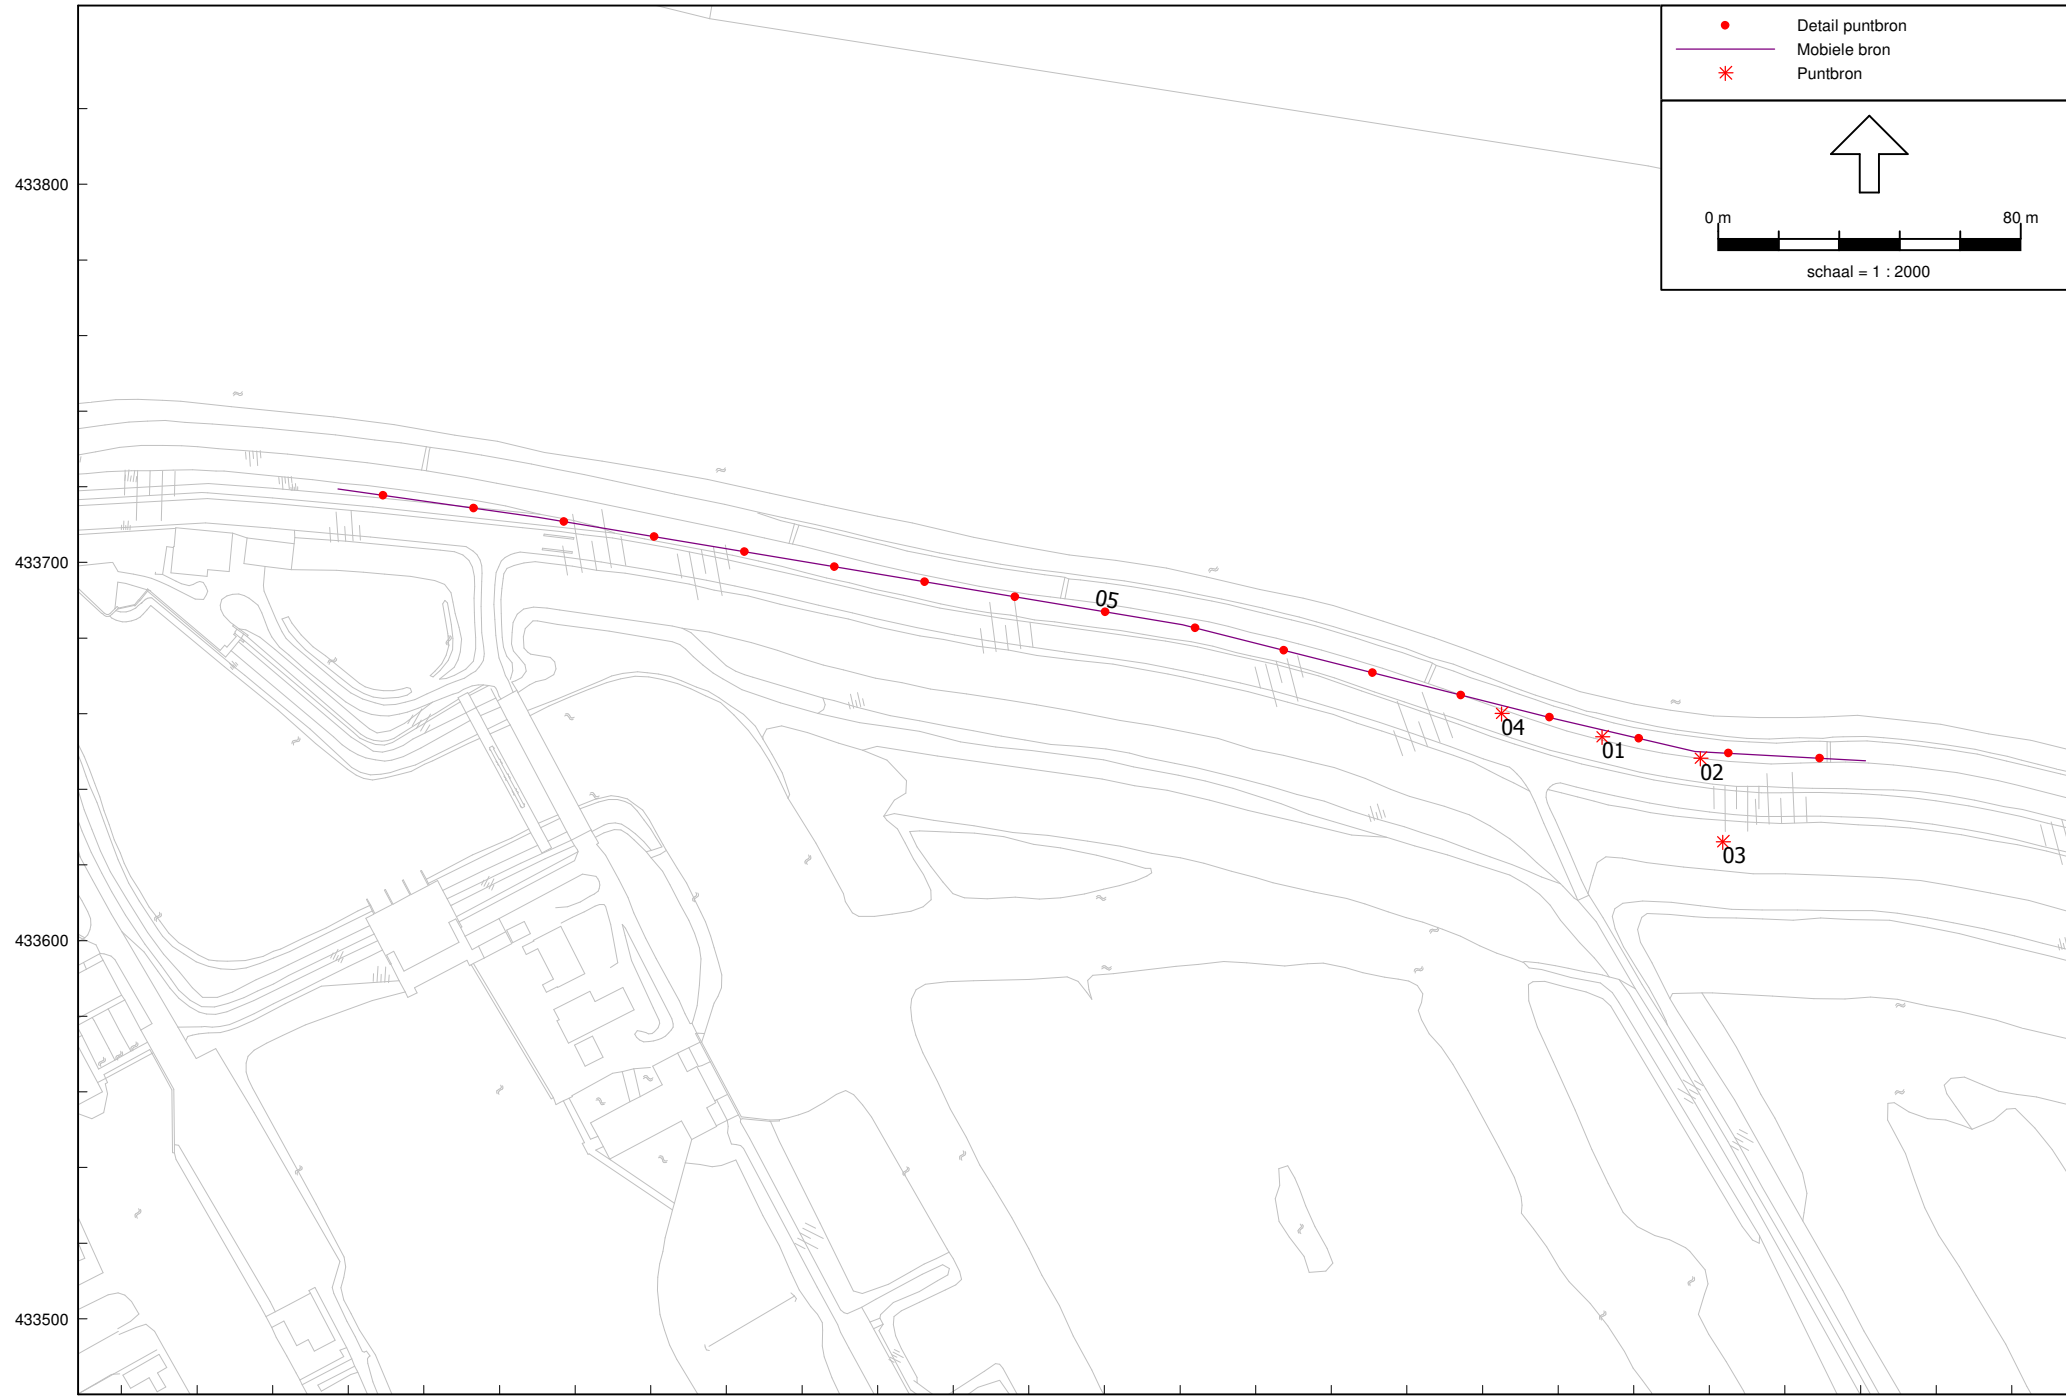 Detail puntbron
Mobiele bron
Puntbron
0 m 80 m
schaal = 1 : 2000
433800
433700
433600
433500
05
04
01
02
03